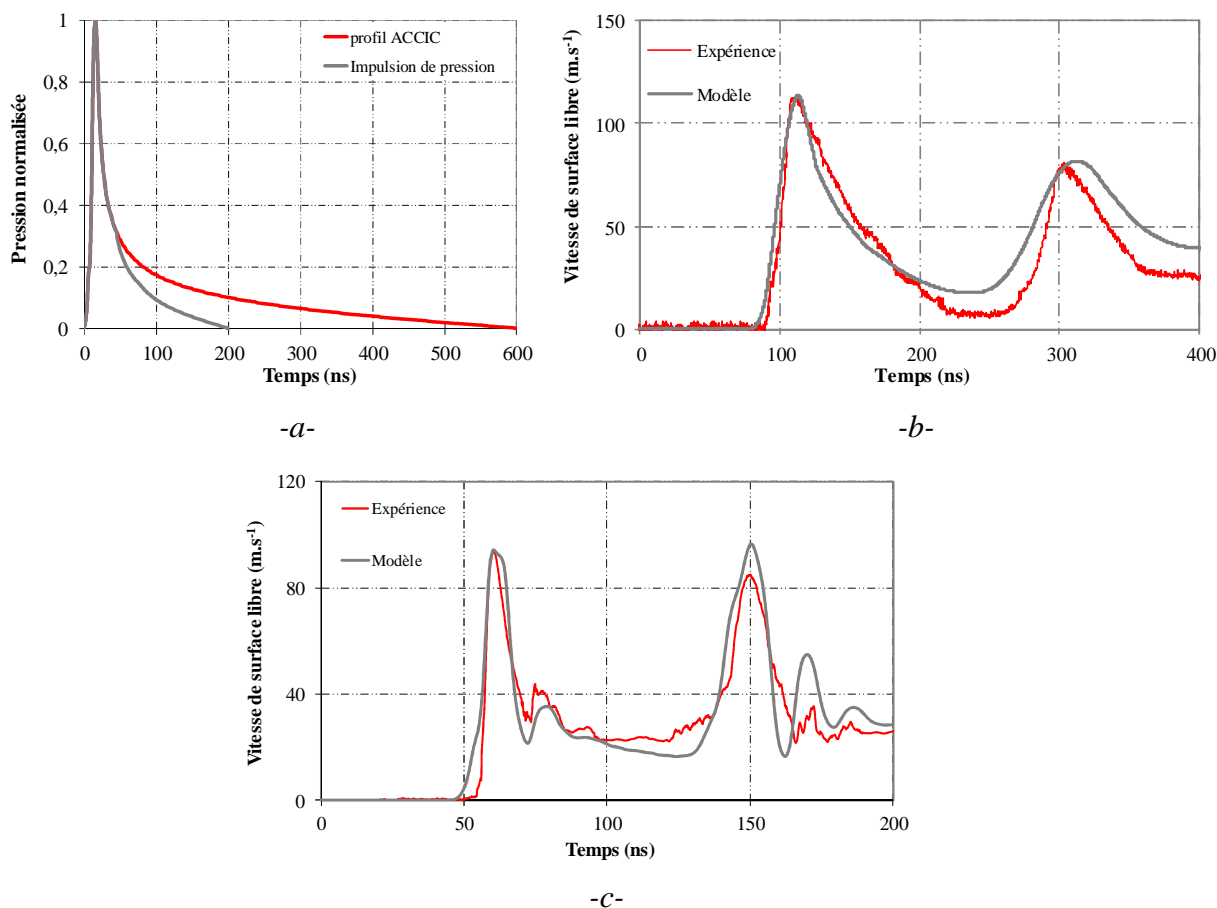 Pression normalisée
1
0,8
0,6
0,4
0,2
0
profil ACCIC
Impulsion de pression
0 100 200 300 400 500 600
Temps (ns)
-a-
Vitesse de surface libre (m.s-1)
150
100
50
0
Expérience
Modèle
0 100 200 300 400
Temps (ns)
-b-
Vitesse de surface libre (m.s-1)
120
80
40
0
Expérience
Modèle
0 50 100 150 200
Temps (ns)
-c-